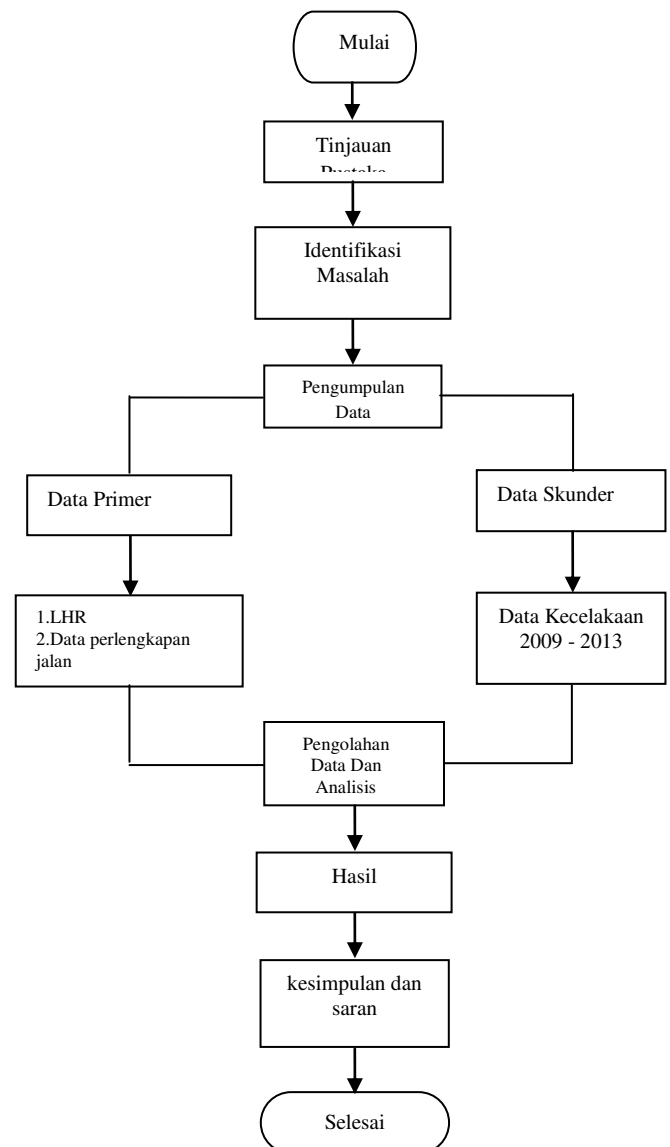 Mulai
Tinjauan
Pustaka
Identifikasi
Masalah
Pengumpulan
Data
Data Primer
Data Skunder
1.LHR
2.Data perlengkapan
jalan
Data Kecelakaan
2009 - 2013
Pengolahan
Data Dan
Analisis
Hasil
kesimpulan dan
saran
Selesai